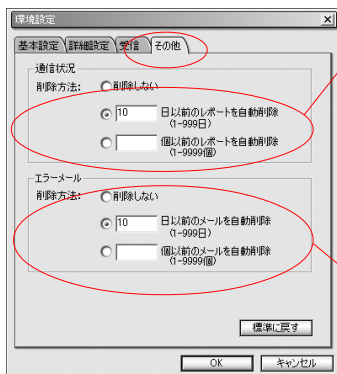 環境設定
基本設定 詳細設定 受信 その他
通信状況
削除方法: 削除しない
10 日以前のレポートを自動削除
(1-999日)
個以前のレポートを自動削除
(1-9999個)
エラーメール
削除方法: 削除しない
10 日以前のメールを自動削除
(1-999日)
個以前のメールを自動削除
(1-9999個)
標準に戻す
OK キャンセル